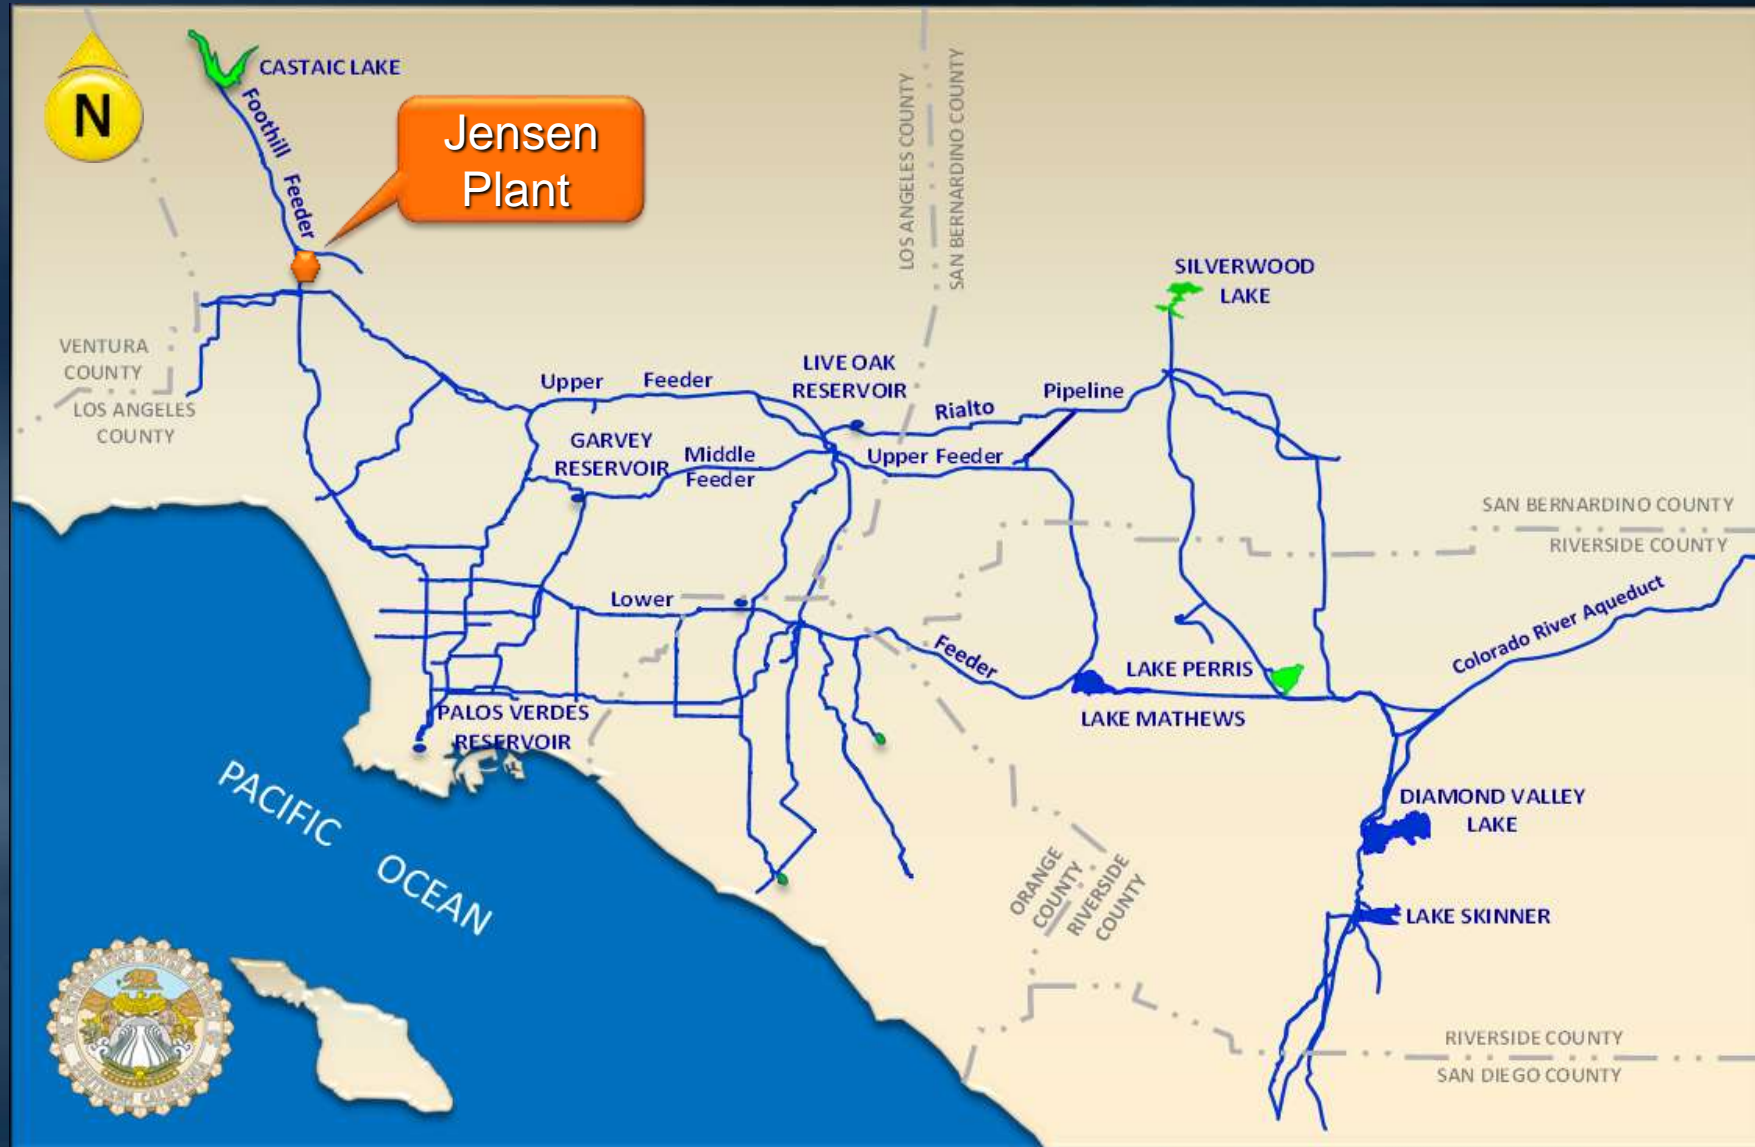 N
CASTAIC LAKE
Foothill Feeder
Jensen
Plant
LOS ANGELES COUNTY
SAN BERNARDINO COUNTY
SILVERWOOD
LAKE
VENTURA
COUNTY
LOS ANGELES
COUNTY
Upper Feeder
LIVE OAK
RESERVOIR
Rialto Pipeline
GARVEY
RESERVOIR
Middle
Feeder
Upper Feeder
SAN BERNARDINO COUNTY
RIVERSIDE COUNTY
Colorado River Aqueduct
Lower Feeder
LAKE PERRIS
LAKE MATHEWS
PALOS VERDES
RESERVOIR
PACIFIC OCEAN
DIAMOND VALLEY
LAKE
ORANGE
COUNTY
RIVERSIDE
COUNTY
LAKE SKINNER
RIVERSIDE COUNTY
SAN DIEGO COUNTY